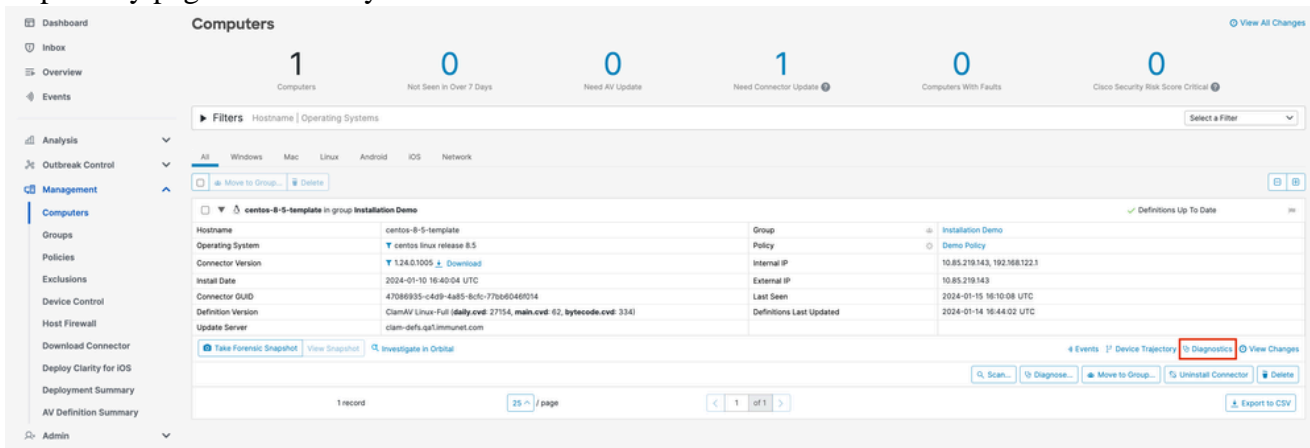 Dashboard
Inbox
Overview
Events
Analysis
Outbreak Control
Management
Computers
Groups
Policies
Exclusions
Device Control
Host Firewall
Download Connector
Deploy Clarity for iOS
Deployment Summary
AV Definition Summary
Admin
Computers
View All Changes
1 0 0 1 0 0
Computers Not Seen in Over 7 Days Need AV Update Need Connector Update Computers With Faults Cisco Security Risk Score Critical
Filters Hostname | Operating Systems Select a Filter
All Windows Mac Linux Android iOS Network
Move to Group... Delete
centos-8-5-template in group Installation Demo Definitions Up To Date
Hostname centos-8-5-template Group Installation Demo
Operating System centos linux release 8.5 Policy Demo Policy
Connector Version 1.24.0.1005 Download Internal IP 10.85.219.143, 192.168.122.1
Install Date 2024-01-10 16:40:04 UTC External IP 10.85.219.143
Connector GUID 47086935-c4d9-4a85-8cfc-77bb6046f014 Last Seen 2024-01-15 16:10:08 UTC
Definition Version ClamAV Linux-Full (daily.cvd: 27154, main.cvd: 62, bytecode.cvd: 334) Definitions Last Updated 2024-01-14 16:44:02 UTC
Update Server clam-defs.qa1.immunet.com
Take Forensic Snapshot View Snapshot Investigate in Orbital Events Device Trajectory Diagnostics View Changes
Scan... Diagnose... Move to Group... Uninstall Connector Delete
1 record 25 / page 1 of 1 Export to CSV